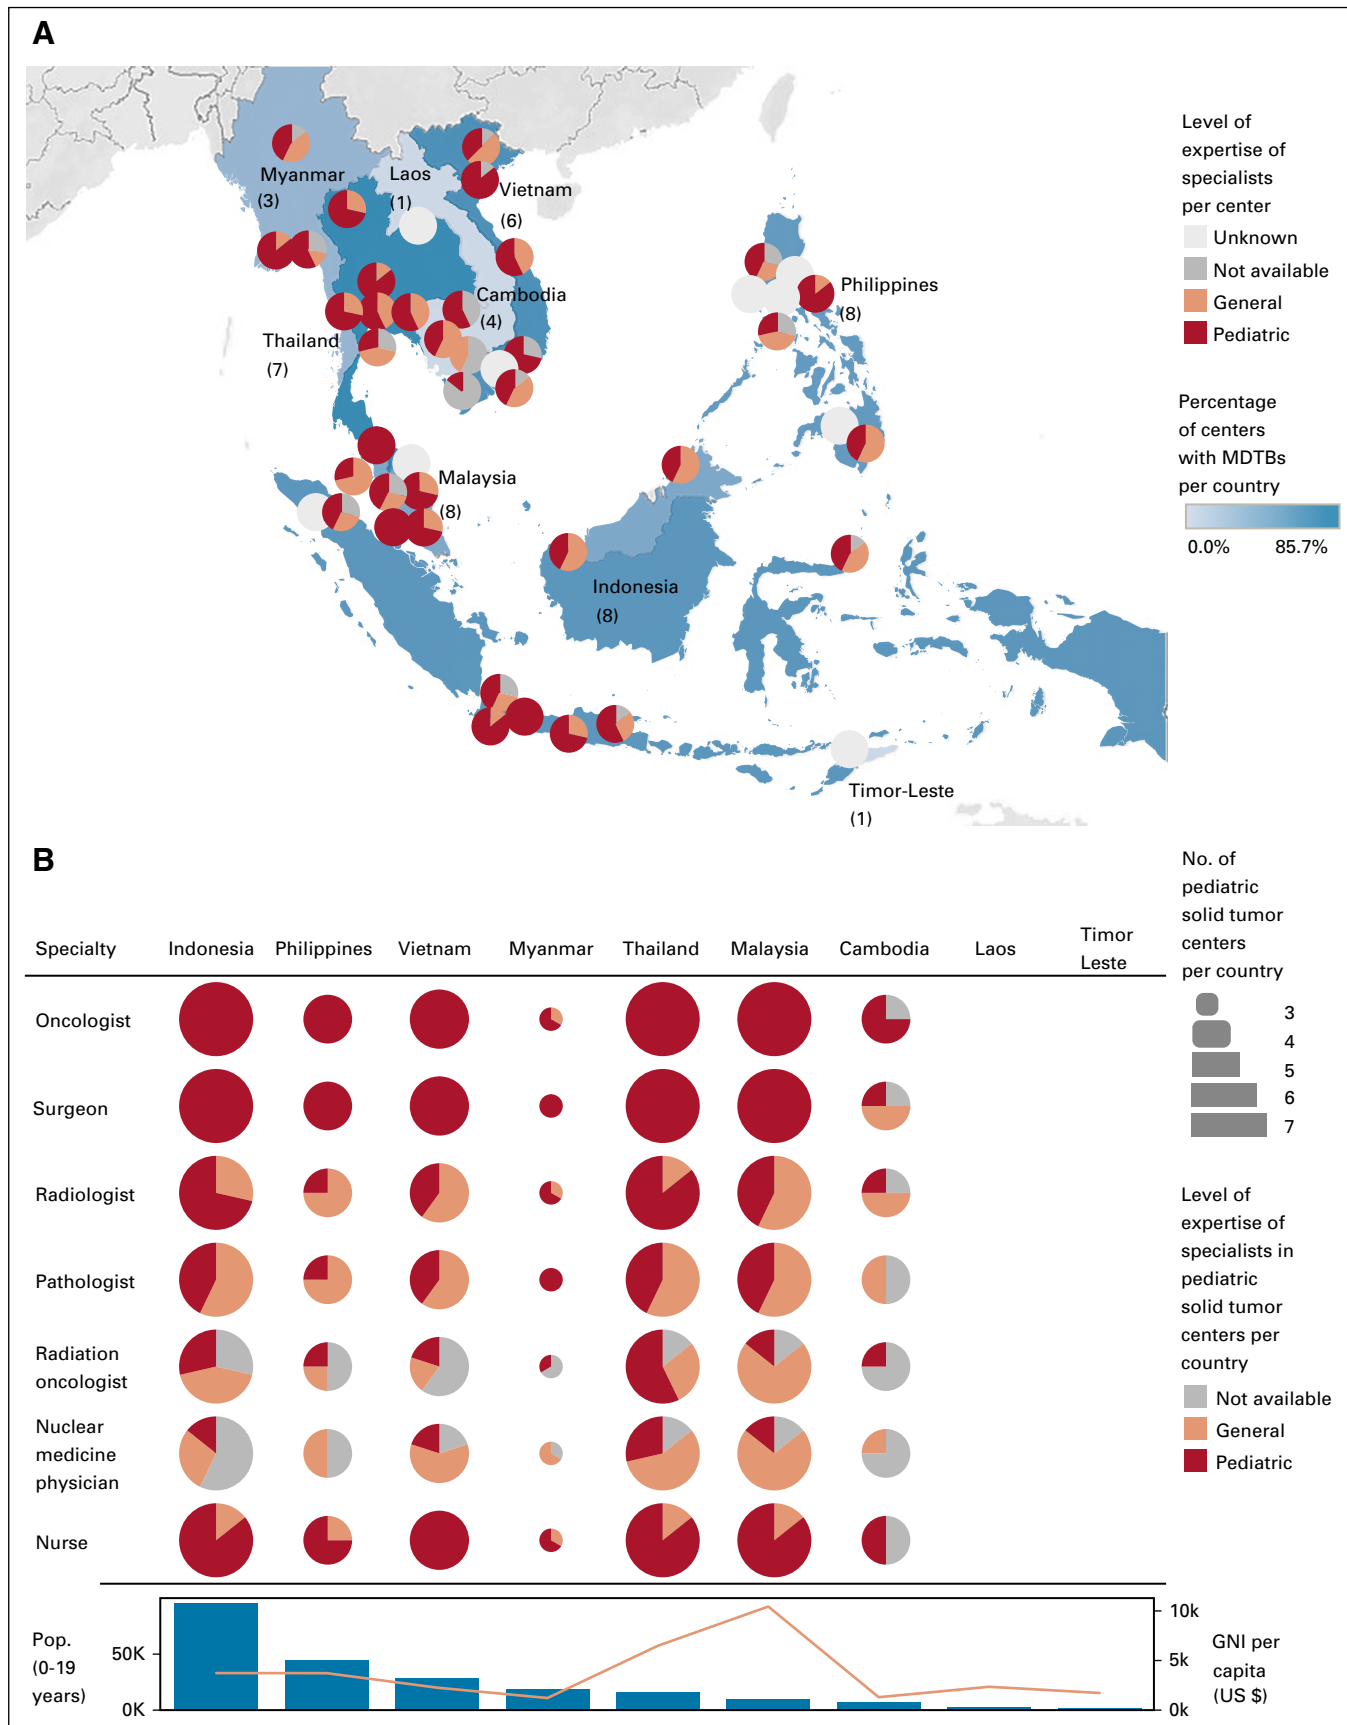 A
Myanmar
(3)
Laos
(1)
Vietnam
(6)
Cambodia
(4)
Thailand
(7)
Philippines
(8)
Malaysia
(8)
Indonesia
(8)
Timor-Leste
(1)
Level of
expertise of
specialists
per center
Unknown
Not available
General
Pediatric
Percentage
of centers
with MDTBs
per country
0.0% 85.7%
B
Specialty Indonesia Philippines Vietnam Myanmar Thailand Malaysia Cambodia Laos Timor
Leste
Oncologist
Surgeon
Radiologist
Pathologist
Radiation
oncologist
Nuclear
medicine
physician
Nurse
No. of
pediatric
solid tumor
centers
per country
3
4
5
6
7
Level of
expertise of
specialists in
pediatric
solid tumor
centers per
country
Not available
General
Pediatric
Pop.
(0-19
years)
50K
0K
10k
5k
0k
GNI per
capita
(US $)